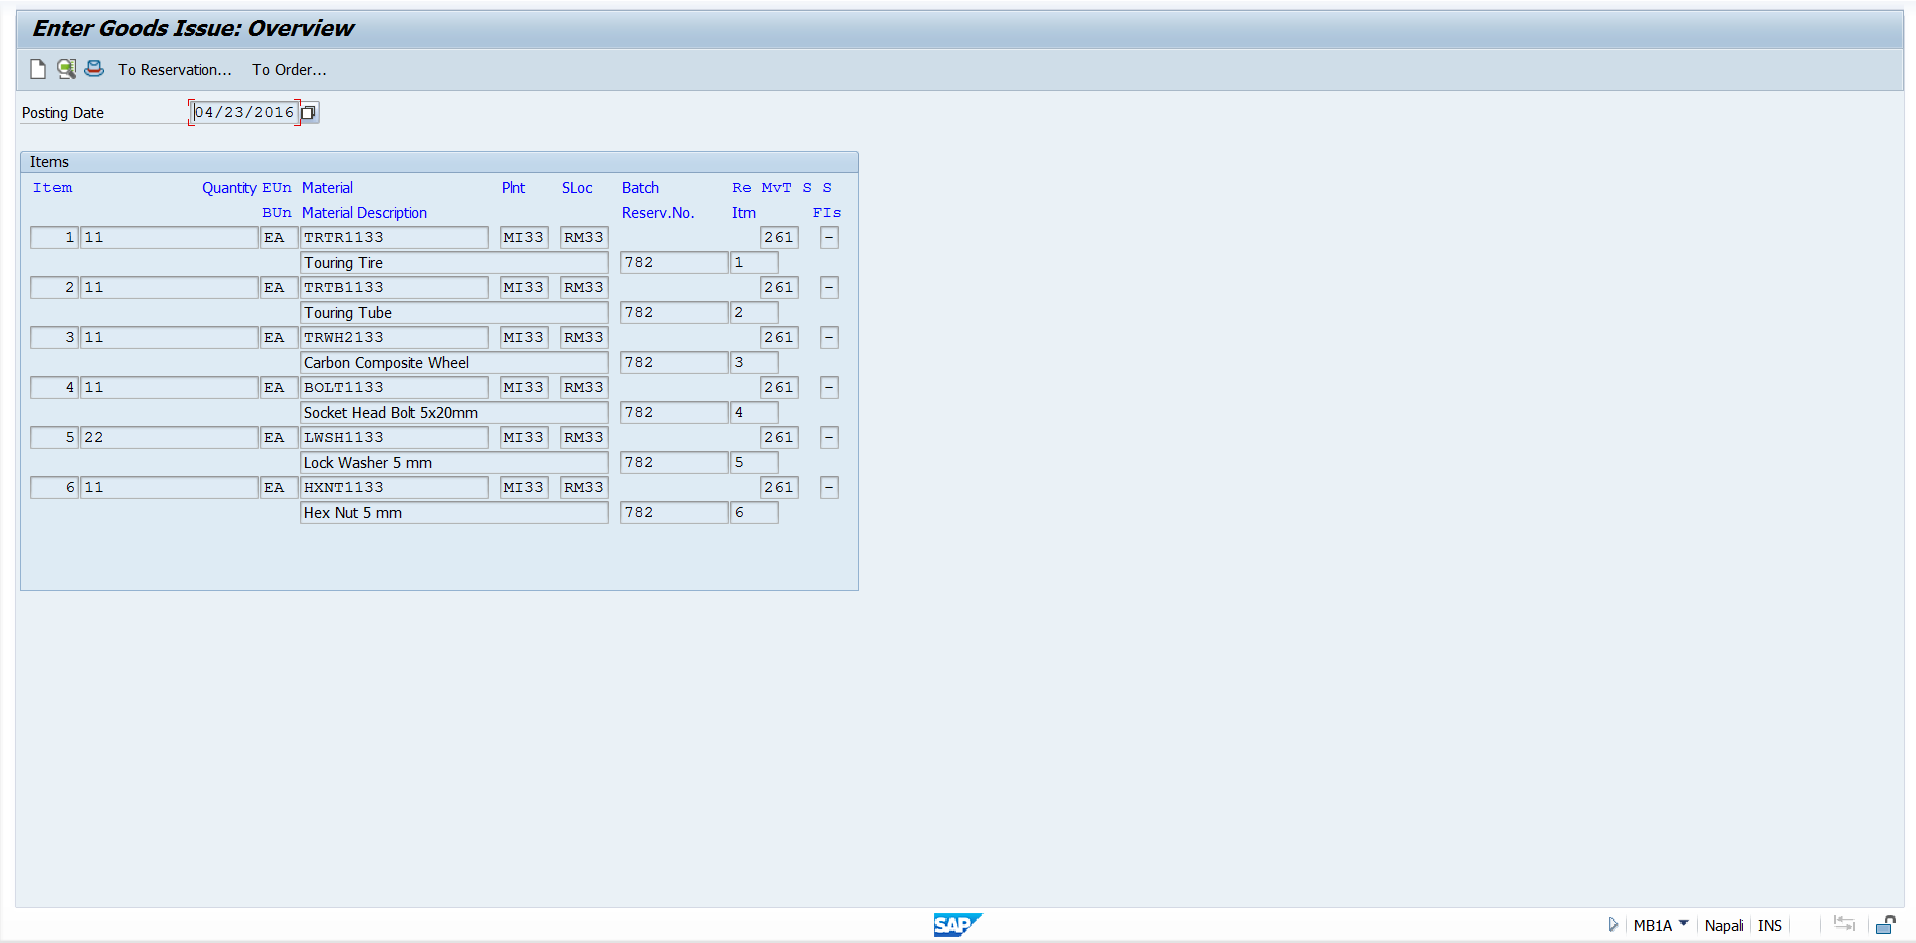 Enter Goods Issue: Overview
To Reservation... To Order...
Posting Date 04/23/2016
Items
Item Quantity EUn Material Plnt SLoc Batch Re MvT S S
BUn Material Description Reserv.No. Itm FIs
1 11 EA TRTR1133 MI33 RM33 261 -
Touring Tire 782 1
2 11 EA TRTB1133 MI33 RM33 261 -
Touring Tube 782 2
3 11 EA TRWH2133 MI33 RM33 261 -
Carbon Composite Wheel 782 3
4 11 EA BOLT1133 MI33 RM33 261 -
Socket Head Bolt 5x20mm 782 4
5 22 EA LWSH1133 MI33 RM33 261 -
Lock Washer 5 mm 782 5
6 11 EA HXNT1133 MI33 RM33 261 -
Hex Nut 5 mm 782 6
SAP MB1A Napali INS